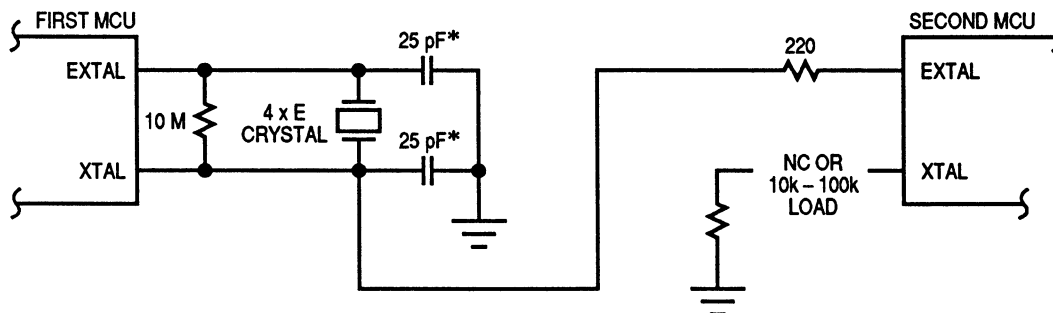 FIRST MCU
EXTAL
10 M
XTAL
4 x E
CRYSTAL
25 pF*
25 pF*
220
SECOND MCU
EXTAL
NC OR
10k – 100k
LOAD
XTAL